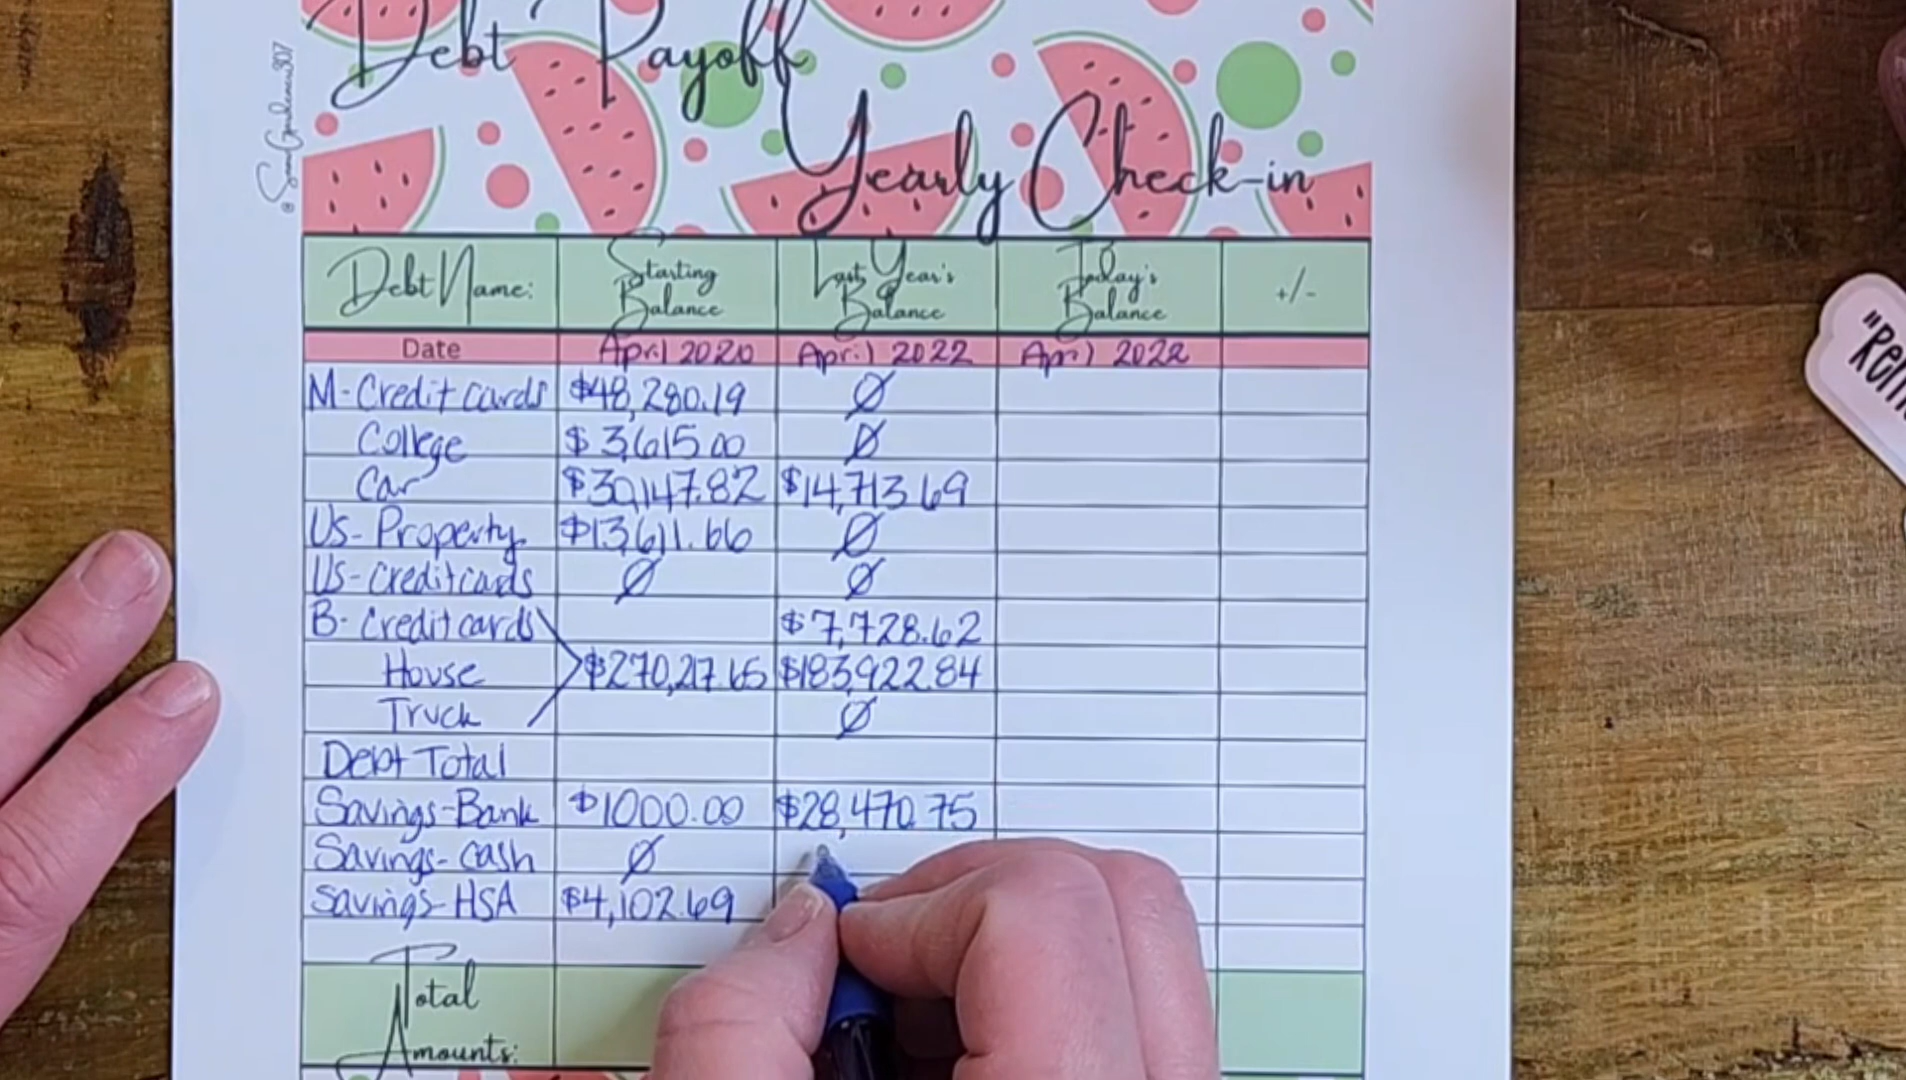 Debt Payoff
Yearly Check-in
Debt Name: Starting Balance Last Year's Balance Today's Balance +/-
Date April 2020 April 2022 April 2022
M-Credit cards $48,280.19 Ø
College $3,615.00 Ø
Car $30,147.82 $14,713.69
Us-Property $13,611.66 Ø
Us-Credit cards Ø Ø
B-Credit cards $7,728.62
House $270,217.65 $183,922.84
Truck Ø
Debt Total
Savings-Bank $1000.00 $28,470.75
Savings-Cash Ø
Savings-HSA $4,102.69
Total
Amounts:
"Rem